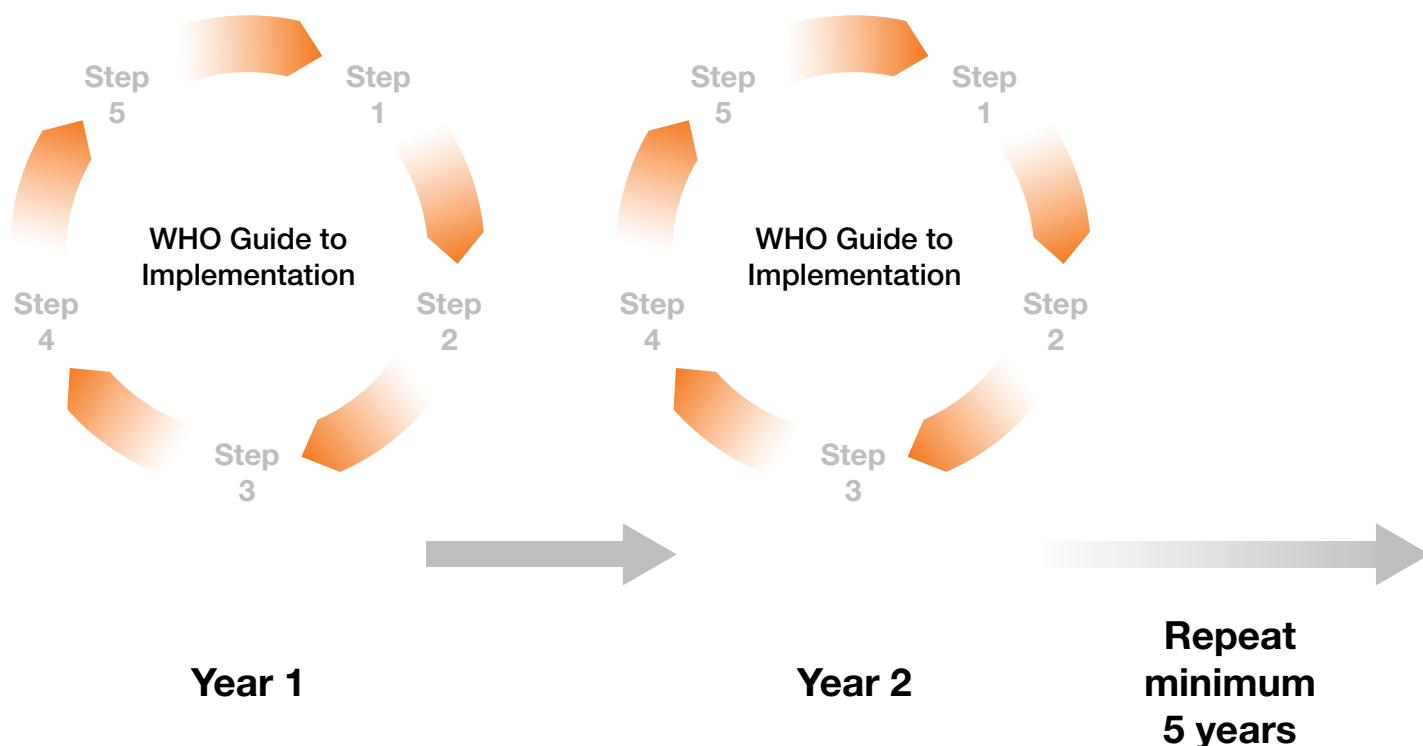 Step
5
Step
1
WHO Guide to
Implementation
Step
4
Step
2
Step
3
Year 1
Step
5
Step
1
WHO Guide to
Implementation
Step
4
Step
2
Step
3
Year 2
Repeat
minimum
5 years